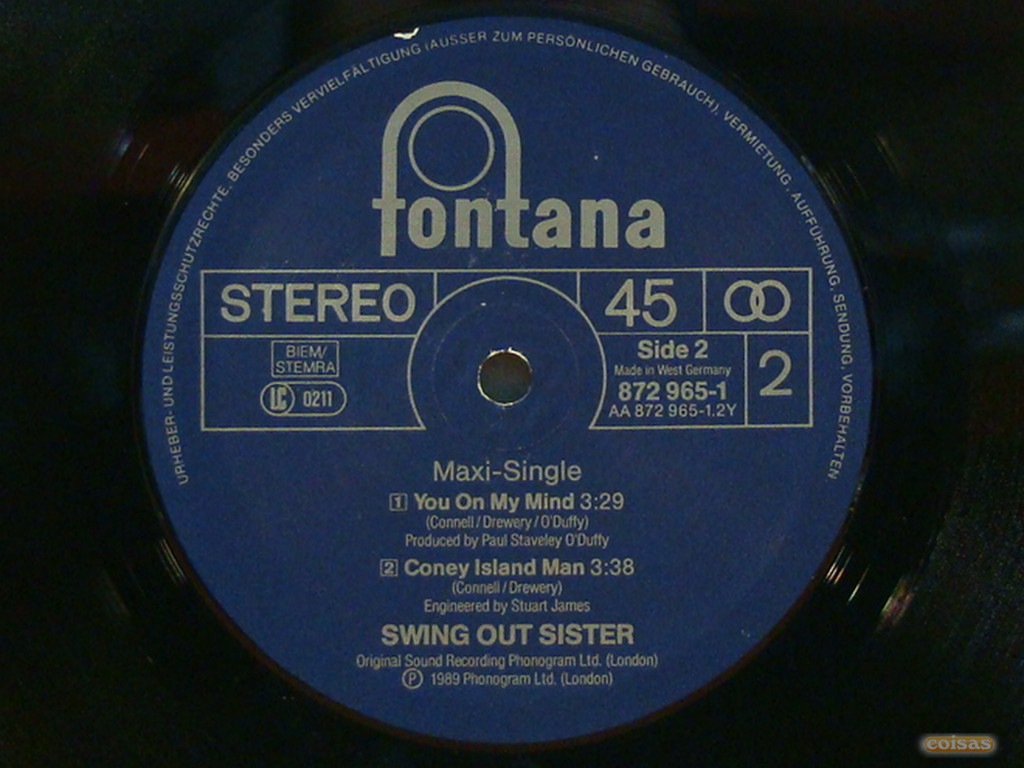 URHEBER- UND LEISTUNGSSCHUTZRECHTE. BESONDERS VERVIELFÄLTIGUNG (AUSSER ZUM PERSÖNLICHEN GEBRAUCH), VERMIETUNG, AUFFÜHRUNG, SENDUNG, VORBEHALTEN
fontana
STEREO
45
BIEM/
STEMRA
LC 0211
Side 2
Made in West Germany
872 965-1
AA 872 965-1.2Y
2
Maxi-Single
1 You On My Mind 3:29
(Connell/Drewery/O'Duffy)
Produced by Paul Staveley O'Duffy
2 Coney Island Man 3:38
(Connell/Drewery)
Engineered by Stuart James
SWING OUT SISTER
Original Sound Recording Phonogram Ltd. (London)
Ⓟ 1989 Phonogram Ltd. (London)
coisas